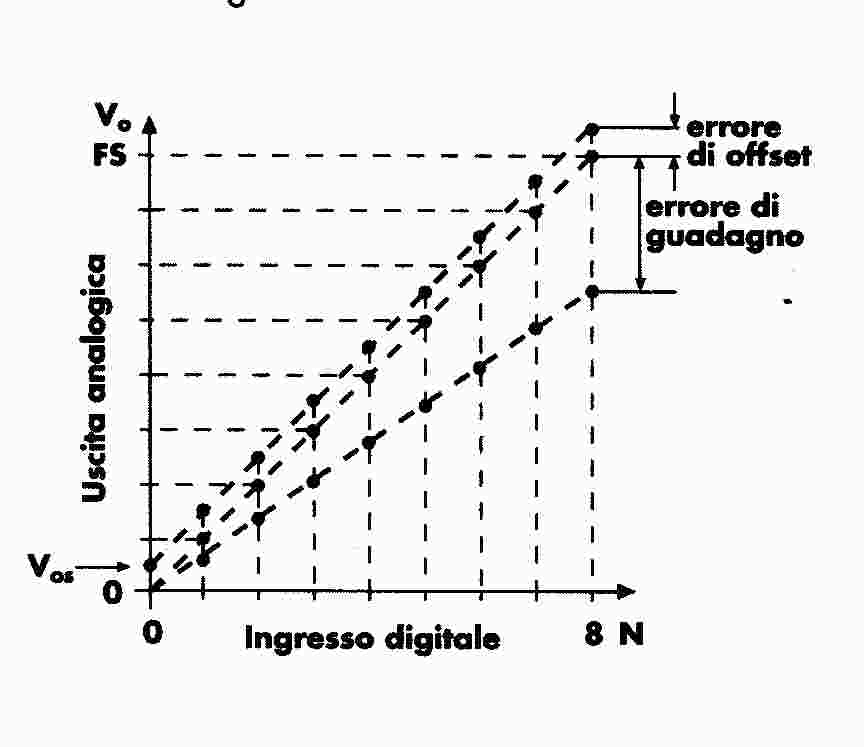 Vo
FS
errore
di offset
errore di
guadagno
Uscita analogica
Vos
0
0
Ingresso digitale
8 N